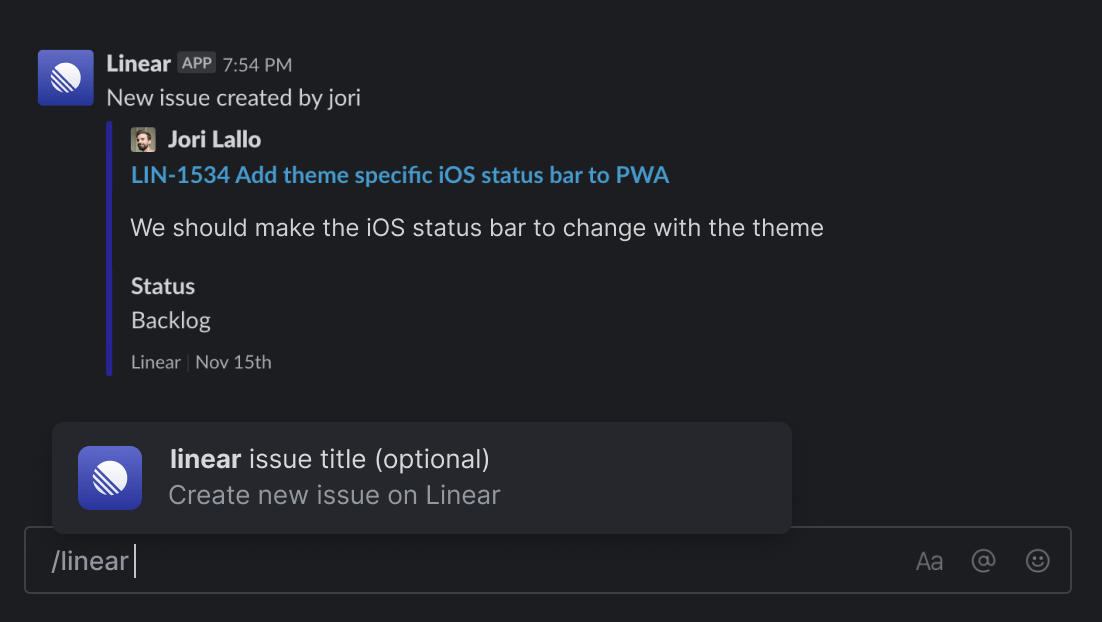 Linear APP 7:54 PM
New issue created by jori
Jori Lallo
LIN-1534 Add theme specific iOS status bar to PWA
We should make the iOS status bar to change with the theme
Status
Backlog
Linear | Nov 15th
linear issue title (optional)
Create new issue on Linear
/linear
Aa @